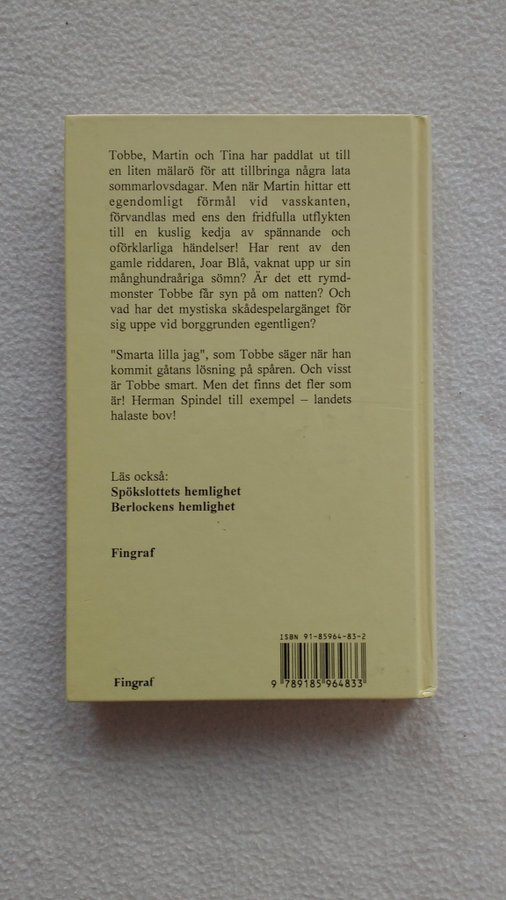 Tobbe, Martin och Tina har paddlat ut till
en liten mälarö för att tillbringa några lata
sommarlovsdagar. Men när Martin hittar ett
egendomligt förmål vid vasskanten,
förvandlas med ens den fridfulla utflykten
till en kuslig kedja av spännande och
oförklarliga händelser! Har rent av den
gamle riddaren, Joar Blå, vaknat upp ur sin
månghundraåriga sömn? Är det ett rymd-
monster Tobbe får syn på om natten? Och
vad har det mystiska skådespelargänget för
sig uppe vid borggrunden egentligen?
"Smarta lilla jag", som Tobbe säger när han
kommit gåtans lösning på spåren. Och visst
är Tobbe smart. Men det finns det fler som
är! Herman Spindel till exempel – landets
halaste bov!
Läs också:
Spökslottets hemlighet
Berlockens hemlighet
Fingraf
ISBN 91-85964-83-2
9 789185 964833
Fingraf